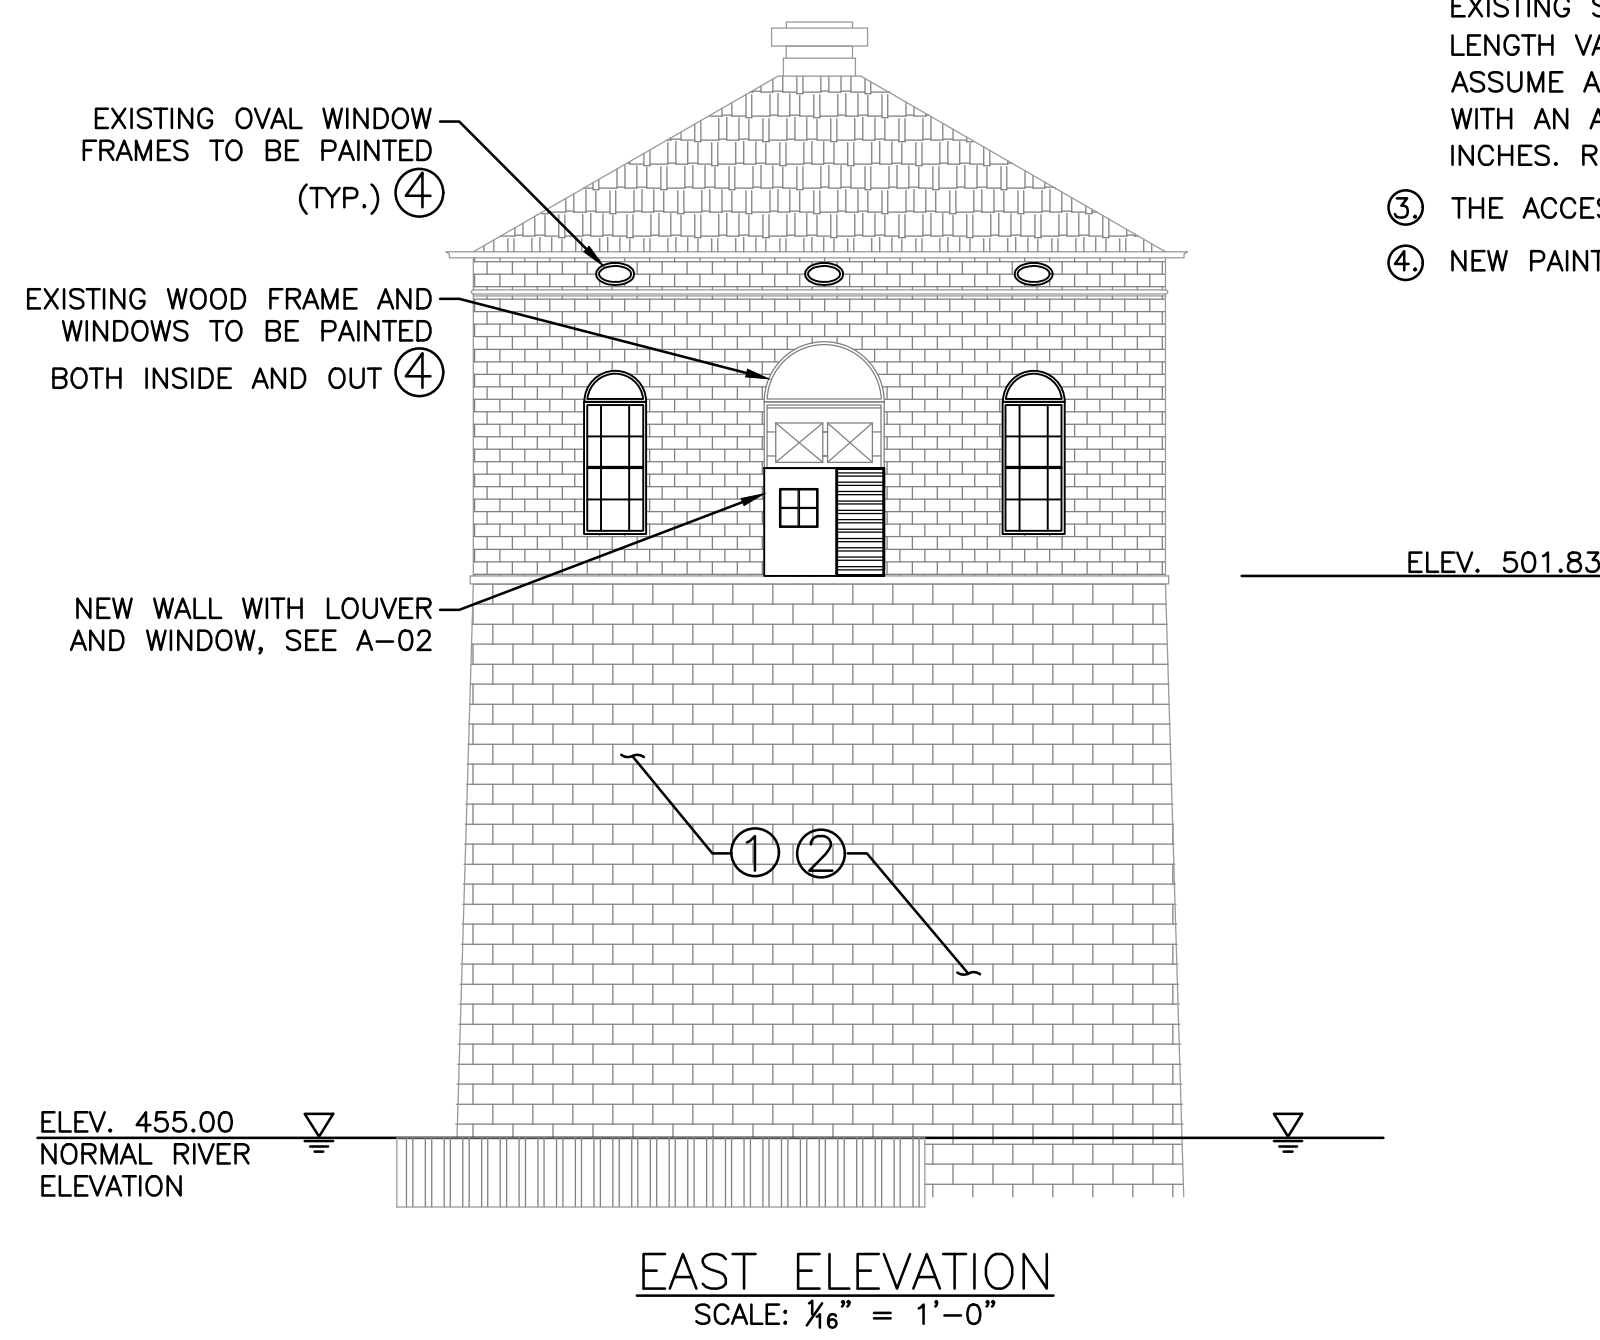 EXISTING OVAL WINDOW
FRAMES TO BE PAINTED
(TYP.) 4
EXISTING WOOD FRAME AND
WINDOWS TO BE PAINTED
BOTH INSIDE AND OUT 4
NEW WALL WITH LOUVER
AND WINDOW, SEE A-02
1 2
ELEV. 455.00
NORMAL RIVER
ELEVATION
EAST ELEVATION
SCALE: 1/16" = 1'-0"
EXISTING
LENGTH
ASSUME
WITH AN
INCHES.
3. THE
4. NEW
ELEV. 501.83